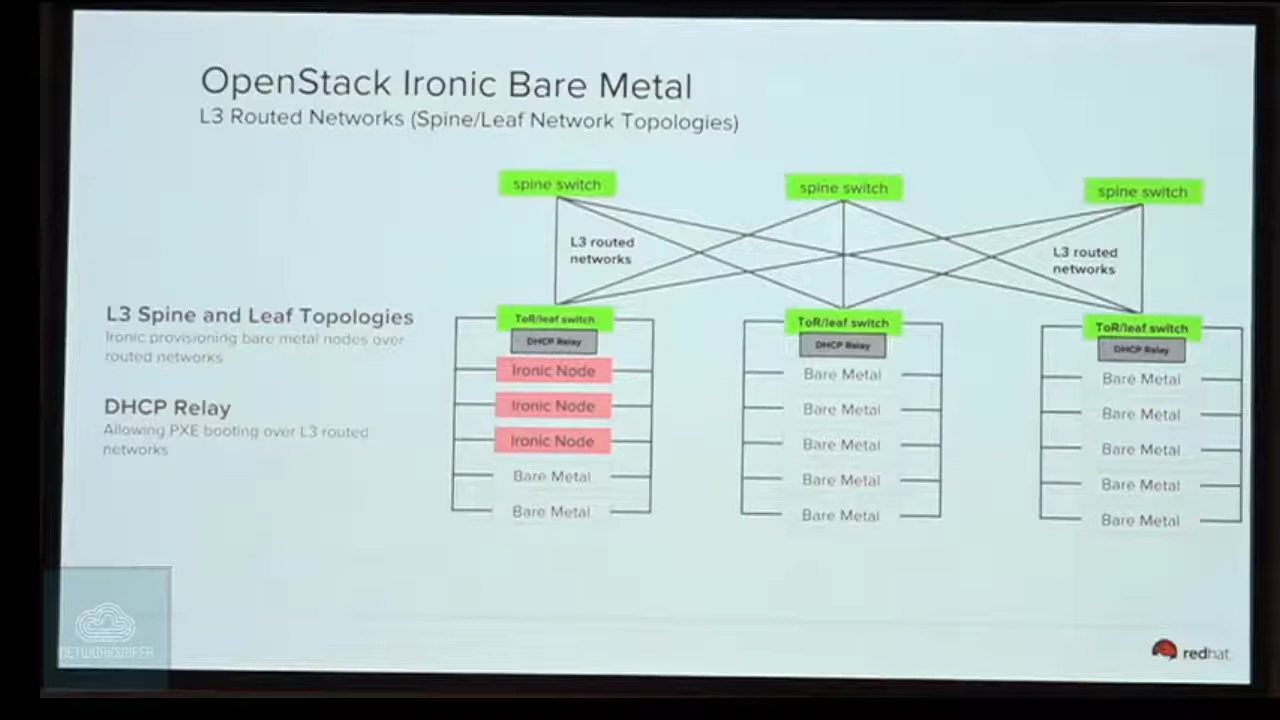 OpenStack Ironic Bare Metal
L3 Routed Networks (Spine/Leaf Network Topologies)
spine switch
spine switch
spine switch
L3 routed
networks
L3 routed
networks
L3 Spine and Leaf Topologies
Ironic provisioning bare metal nodes over
routed networks
DHCP Relay
Allowing PXE booting over L3 routed
networks
ToR/leaf switch
DHCP Relay
Ironic Node
Ironic Node
Ironic Node
Bare Metal
Bare Metal
ToR/leaf switch
DHCP Relay
Bare Metal
Bare Metal
Bare Metal
Bare Metal
Bare Metal
ToR/leaf switch
DHCP Relay
Bare Metal
Bare Metal
Bare Metal
Bare Metal
Bare Metal
redhat